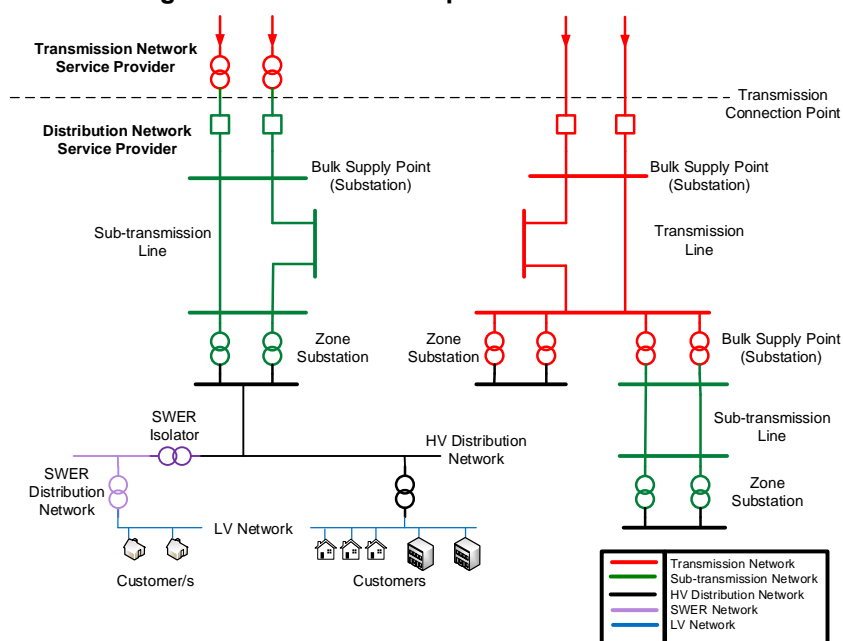 Transmission Network
Service Provider
Transmission
Connection Point
Distribution Network
Service Provider
Bulk Supply Point
(Substation)
Bulk Supply Point
(Substation)
Sub-transmission
Line
Transmission
Line
Zone
Substation
Zone
Substation
Bulk Supply Point
(Substation)
SWER
Isolator
Sub-transmission
Line
HV Distribution
Network
SWER
Distribution
Network
Zone
Substation
LV Network
Customer/s
Customers
Transmission Network
Sub-transmission Network
HV Distribution Network
SWER Network
LV Network